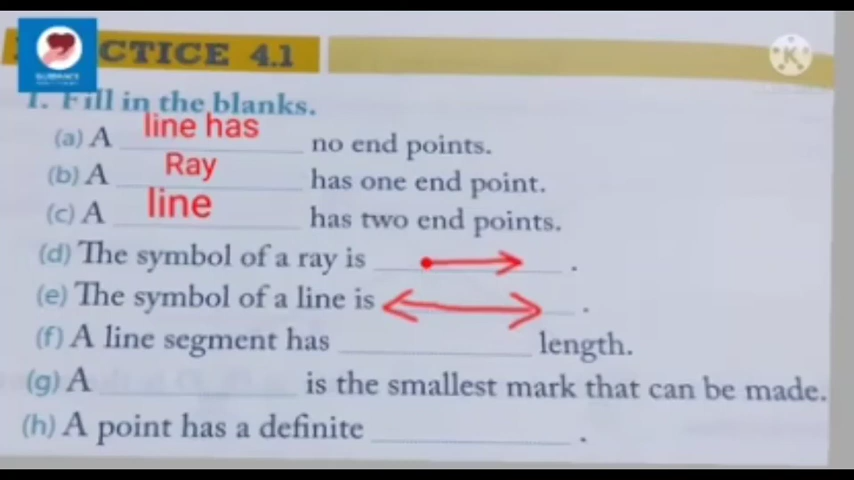 CTICE 4.1
1. Fill in the blanks.
(a) A line has no end points.
(b) A Ray has one end point.
(c) A line has two end points.
(d) The symbol of a ray is .
(e) The symbol of a line is .
(f) A line segment has length.
(g) A is the smallest mark that can be made.
(h) A point has a definite .